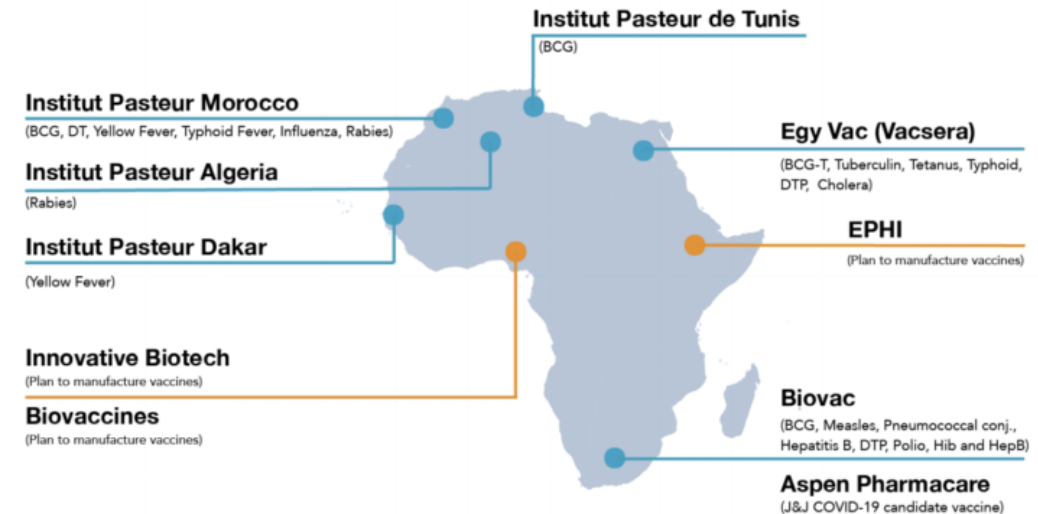 Institut Pasteur de Tunis
(BCG)
Institut Pasteur Morocco
(BCG, DT, Yellow Fever, Typhoid Fever, Influenza, Rabies)
Institut Pasteur Algeria
(Rabies)
Institut Pasteur Dakar
(Yellow Fever)
Innovative Biotech
(Plan to manufacture vaccines)
Biovaccines
(Plan to manufacture vaccines)
Egy Vac (Vacsera)
(BCG-T, Tuberculin, Tetanus, Typhoid,
DTP, Cholera)
EPHI
(Plan to manufacture vaccines)
Biovac
(BCG, Measles, Pneumococcal conj.,
Hepatitis B, DTP, Polio, Hib and HepB)
Aspen Pharmacare
(J&J COVID-19 candidate vaccine)